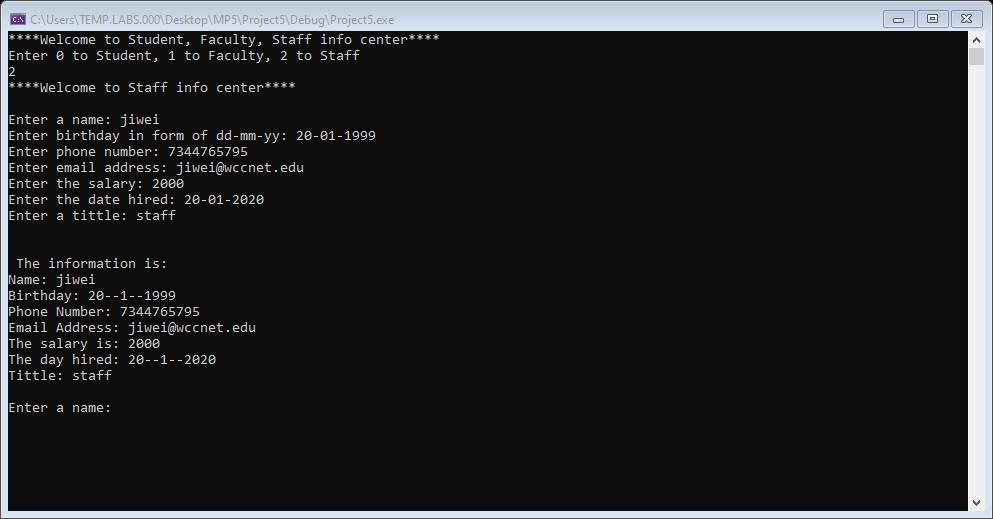 C:\Users\TEMP.LABS.000\Desktop\MP5\Project5\Debug\Project5.exe
****Welcome to Student, Faculty, Staff info center****
Enter 0 to Student, 1 to Faculty, 2 to Staff
2
****Welcome to Staff info center****
Enter a name: jiwei
Enter birthday in form of dd-mm-yy: 20-01-1999
Enter phone number: 7344765795
Enter email address: jiwei@wccnet.edu
Enter the salary: 2000
Enter the date hired: 20-01-2020
Enter a tittle: staff
The information is:
Name: jiwei
Birthday: 20--1--1999
Phone Number: 7344765795
Email Address: jiwei@wccnet.edu
The salary is: 2000
The day hired: 20--1--2020
Tittle: staff
Enter a name: